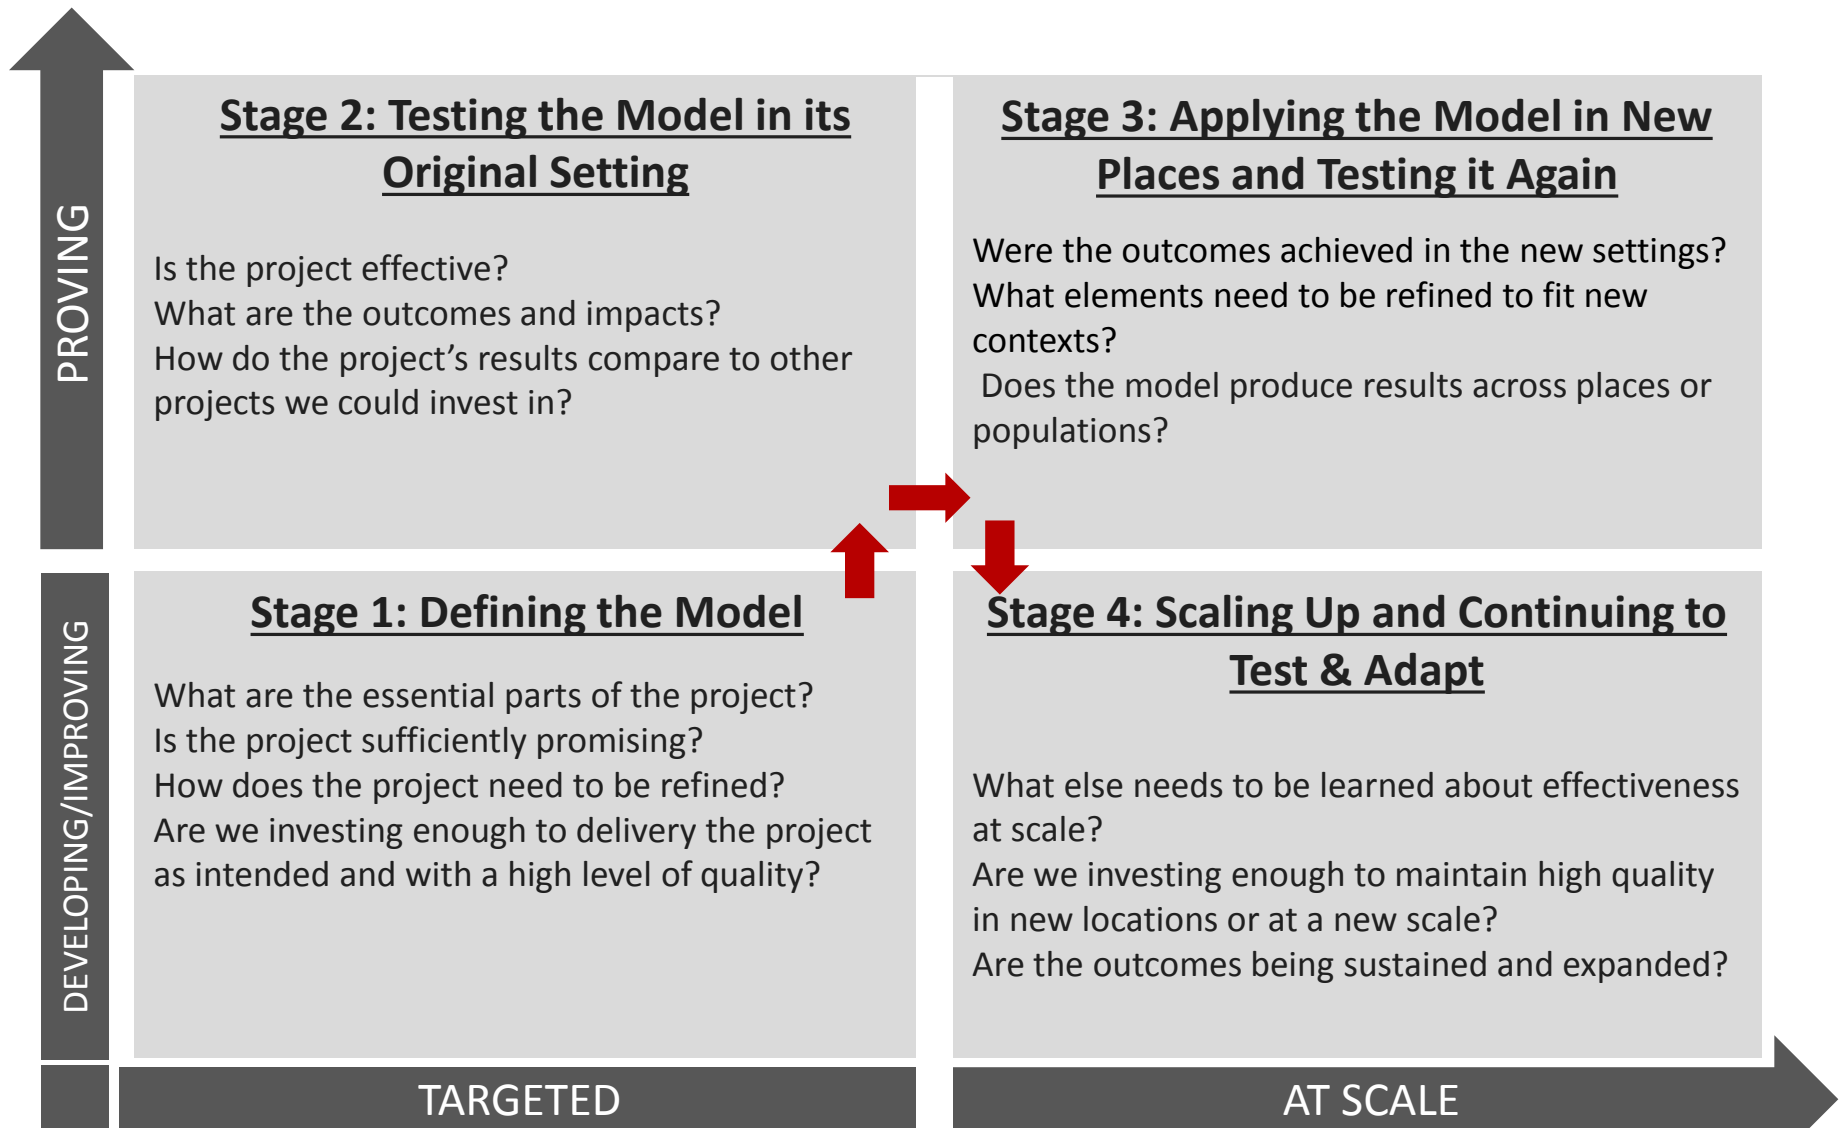 PROVING
Stage 2: Testing the Model in its
Original Setting
Is the project effective?
What are the outcomes and impacts?
How do the project’s results compare to other
projects we could invest in?
Stage 3: Applying the Model in New
Places and Testing it Again
Were the outcomes achieved in the new settings?
What elements need to be refined to fit new
contexts?
Does the model produce results across places or
populations?
DEVELOPING/IMPROVING
Stage 1: Defining the Model
What are the essential parts of the project?
Is the project sufficiently promising?
How does the project need to be refined?
Are we investing enough to delivery the project
as intended and with a high level of quality?
Stage 4: Scaling Up and Continuing to
Test & Adapt
What else needs to be learned about effectiveness
at scale?
Are we investing enough to maintain high quality
in new locations or at a new scale?
Are the outcomes being sustained and expanded?
TARGETED
AT SCALE